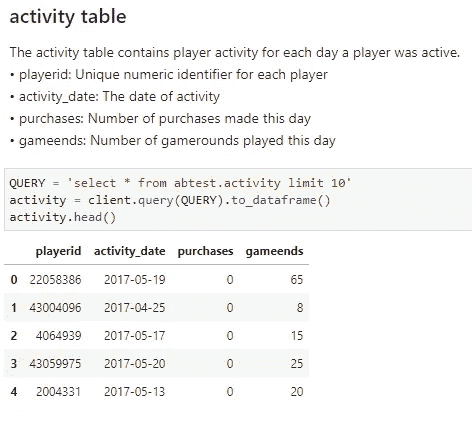 activity table
The activity table contains player activity for each day a player was active.
• playerid: Unique numeric identifier for each player
• activity_date: The date of activity
• purchases: Number of purchases made this day
• gameends: Number of gamerounds played this day
QUERY = 'select * from abtest.activity limit 10'
activity = client.query(QUERY).to_dataframe()
activity.head()
playerid activity_date purchases gameends
0 22058386 2017-05-19 0 65
1 43004096 2017-04-25 0 8
2 4064939 2017-05-17 0 15
3 43059975 2017-05-20 0 25
4 2004331 2017-05-13 0 20